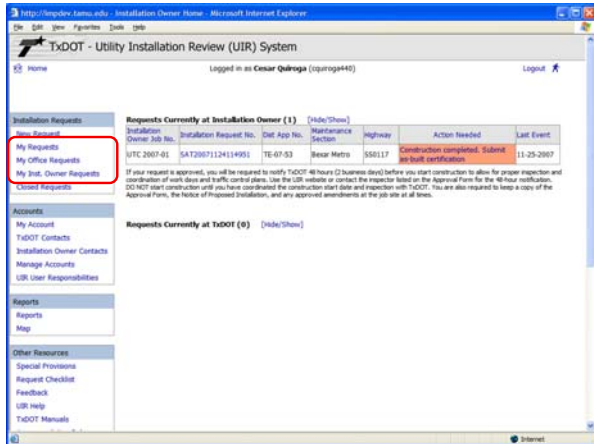 http://impdev.tamu.edu - Installation Owner Home - Microsoft Internet Explorer
File Edit View Favorites Tools Help
TxDOT - Utility Installation Review (UIR) System
Home
Logged in as Cesar Quiroga (cquiroga440)
Logout
Installation Requests
New Request
My Requests
My Office Requests
My Inst. Owner Requests
Closed Requests
Accounts
My Account
TxDOT Contacts
Installation Owner Contacts
Manage Accounts
UIR User Responsibilities
Reports
Reports
Map
Other Resources
Special Provisions
Request Checklist
Feedback
UIR Help
TxDOT Manuals
Requests Currently at Installation Owner (1) [Hide/Show]
Installation Owner Job No. Installation Request No. Dist App No. Maintenance Section Highway Action Needed Last Event
UTC 2007-01 SAT20071124114951 TE-07-53 Bexar Metro SS0117 Construction completed. Submit as-built certification 11-25-2007
If your request is approved, you will be required to notify TxDOT 48 hours (2 business days) before you start construction to allow for proper inspection and
coordination of work days and traffic control plans. Use the UIR website or contact the inspector listed on the Approval Form for the 48-hour notification.
DO NOT start construction until you have coordinated the construction start date and inspection with TxDOT. You are also required to keep a copy of the
Approval Form, the Notice of Proposed Installation, and any approved amendments at the job site at all times.
Requests Currently at TxDOT (0) [Hide/Show]
Internet